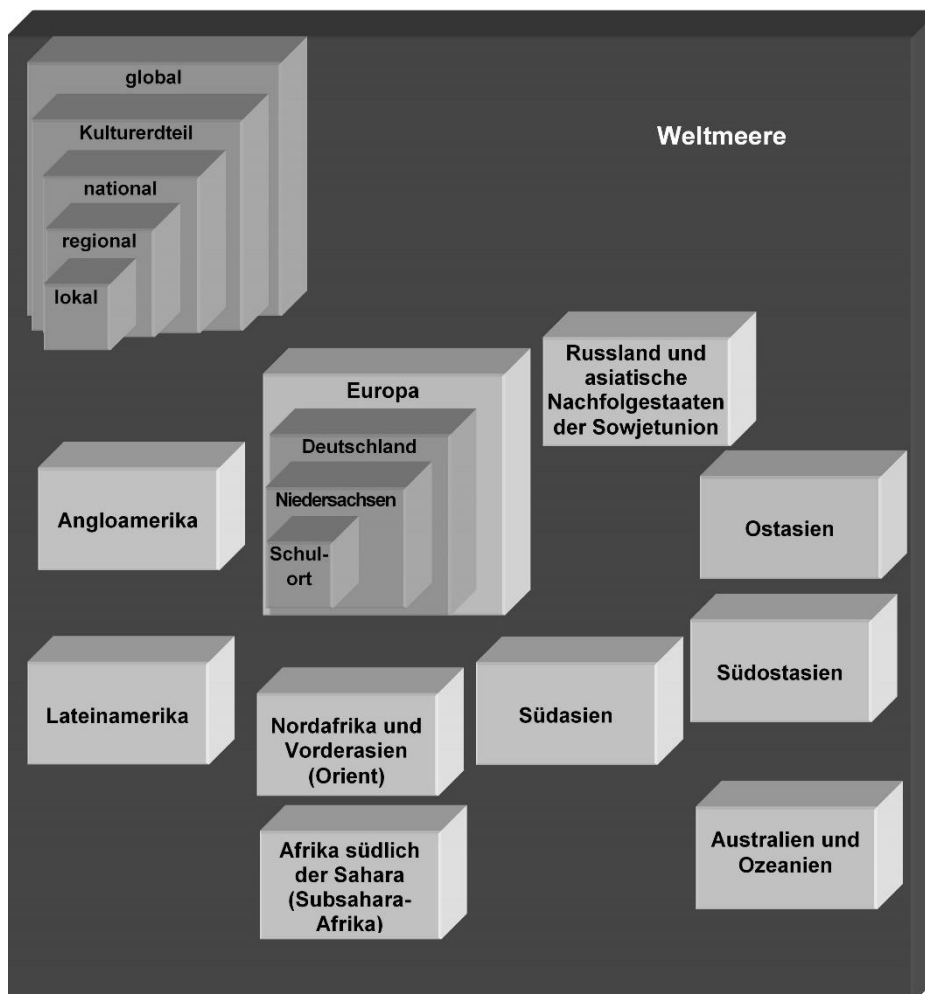 global
Kulturerdteil
national
regional
lokal
Weltmeere
Russland und
asiatische
Nachfolgestaaten
der Sowjetunion
Europa
Deutschland
Niedersachsen
Schul-
ort
Angloamerika
Ostasien
Lateinamerika
Nordafrika und
Vorderasien
(Orient)
Südasien
Südostasien
Afrika südlich
der Sahara
(Subsahara-
Afrika)
Australien und
Ozeanien